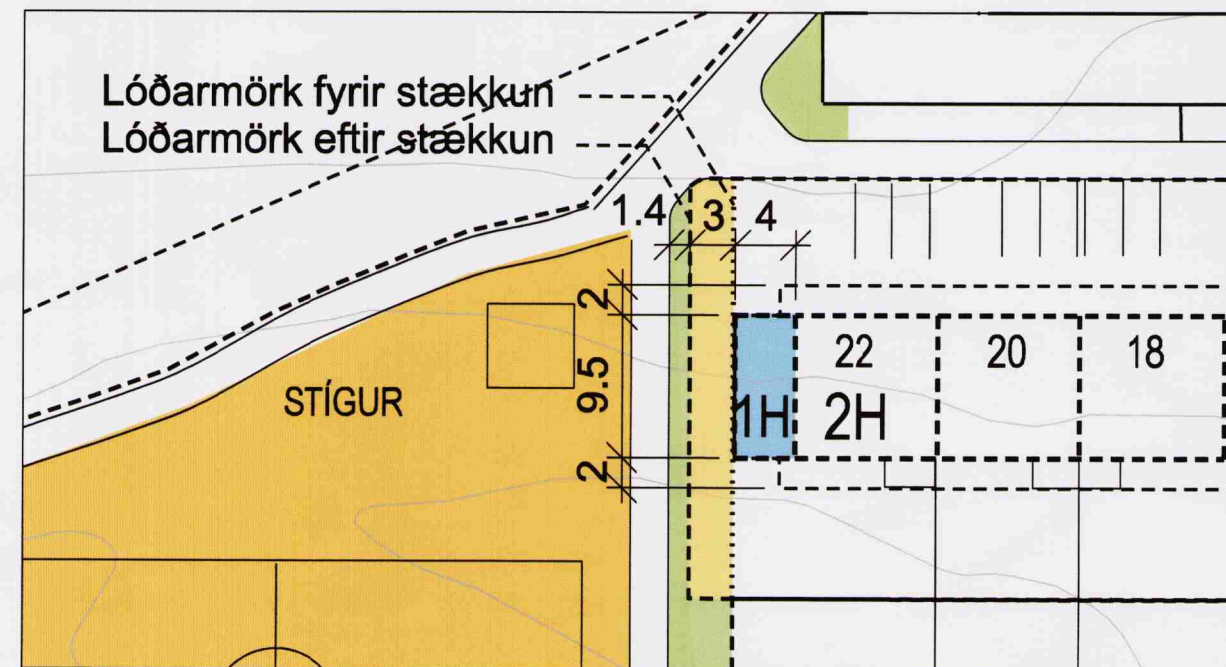 Lóðarmörk fyrir stækkun
Lóðarmörk eftir stækkun
1.4 3 4
2
9.5
2
STÍGUR
22 20 18
1H 2H